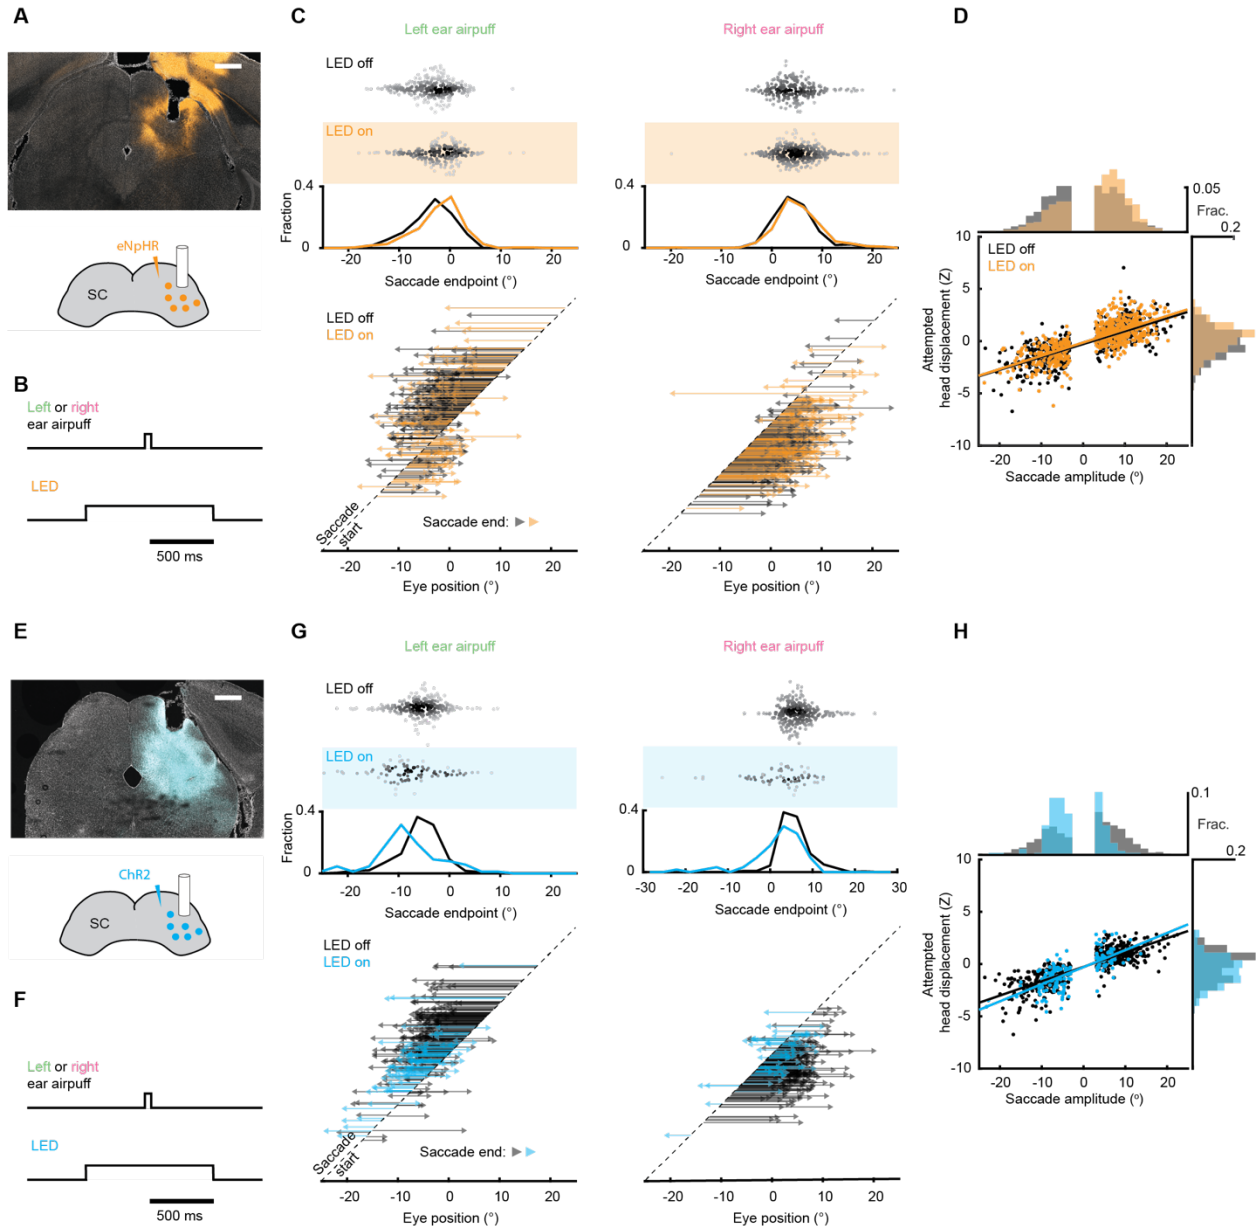 A
eNpHR
SC
B
Left or right
ear airpuff
LED
500 ms
C
Left ear airpuff
Right ear airpuff
LED off
LED on
0.4
Fraction
0
-20 -10 0 10 20
Saccade endpoint (°)
0.4
0
-20 -10 0 10 20
Saccade endpoint (°)
LED off
LED on
Saccade
start
Saccade end:
-20 -10 0 10 20
Eye position (°)
-20 -10 0 10 20
Eye position (°)
D
0.05
Frac.
0.2
10
5
0
-5
-10
Attempted
head displacement (Z)
LED off
LED on
-20 -10 0 10 20
Saccade amplitude (º)
E
ChR2
SC
F
Left or right
ear airpuff
LED
500 ms
G
Left ear airpuff
Right ear airpuff
LED off
LED on
0.4
Fraction
0
-20 -10 0 10 20
Saccade endpoint (°)
0.4
0
-30 -20 -10 0 10 20 30
Saccade endpoint (°)
LED off
LED on
Saccade
start
Saccade end:
-20 -10 0 10 20
Eye position (°)
-20 -10 0 10 20
Eye position (°)
H
0.1
Frac.
0.2
10
5
0
-5
-10
Attempted
head displacement (Z)
LED off
LED on
-20 -10 0 10 20
Saccade amplitude (º)